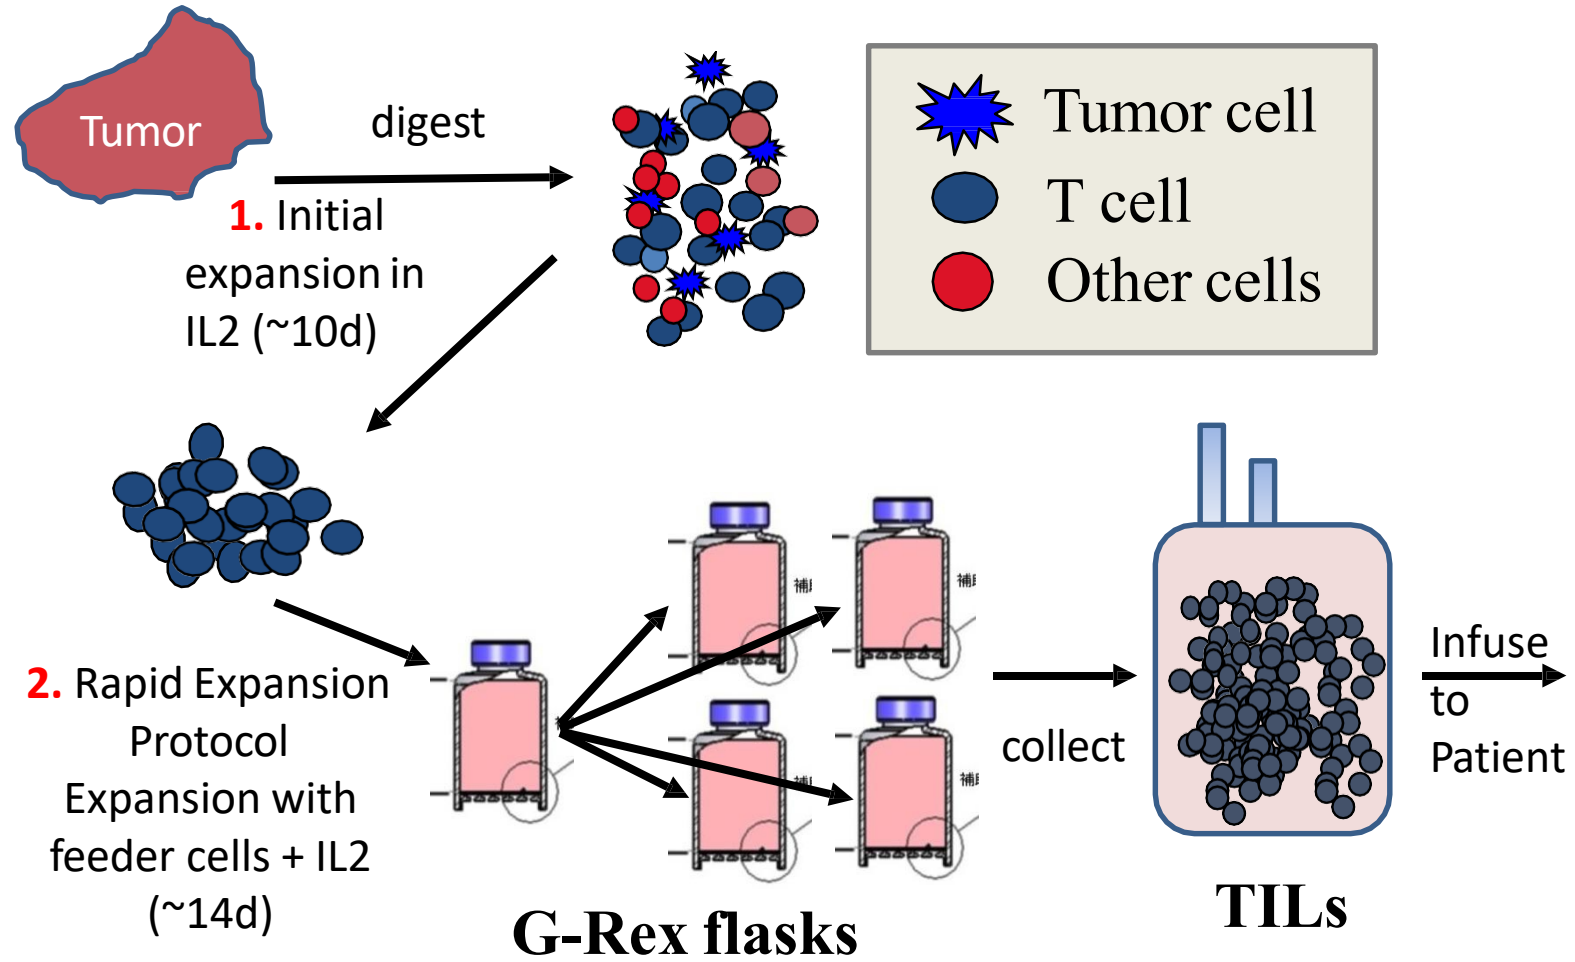 Tumor
digest
1. Initial
expansion in
IL2 (~10d)
Tumor cell
T cell
Other cells
2. Rapid Expansion
Protocol
Expansion with
feeder cells + IL2
(~14d)
G-Rex flasks
collect
TILs
Infuse
to
Patient